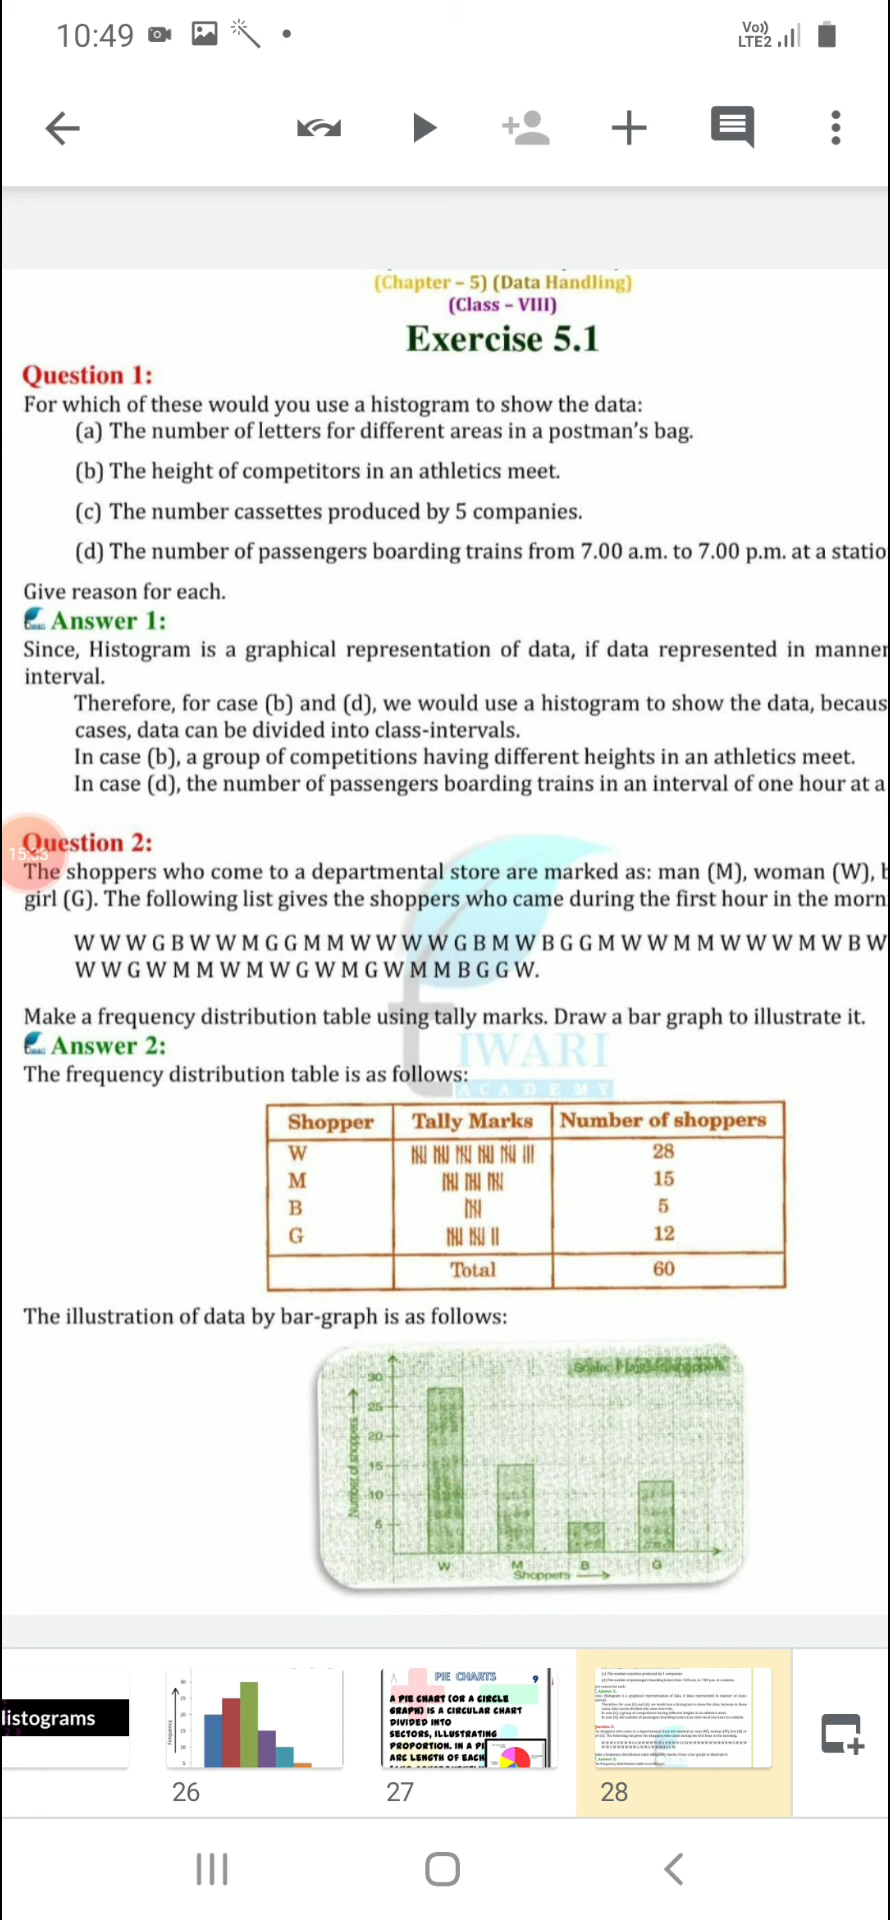 10:49
Vo))
LTE2
(Chapter – 5) (Data Handling)
(Class – VIII)
Exercise 5.1
Question 1:
For which of these would you use a histogram to show the data:
(a) The number of letters for different areas in a postman's bag.
(b) The height of competitors in an athletics meet.
(c) The number cassettes produced by 5 companies.
(d) The number of passengers boarding trains from 7.00 a.m. to 7.00 p.m. at a statio
Give reason for each.
Answer 1:
Since, Histogram is a graphical representation of data, if data represented in manner
interval.
Therefore, for case (b) and (d), we would use a histogram to show the data, becaus
cases, data can be divided into class-intervals.
In case (b), a group of competitions having different heights in an athletics meet.
In case (d), the number of passengers boarding trains in an interval of one hour at a
15:33
Question 2:
The shoppers who come to a departmental store are marked as: man (M), woman (W), b
girl (G). The following list gives the shoppers who came during the first hour in the morn
W W W G B W W M G G M M W W W W G B M W B G G M W W M M W W W M W B W
W W G W M M W M W G W M G W M M B G G W.
Make a frequency distribution table using tally marks. Draw a bar graph to illustrate it.
IWARI
ACADEMY
Answer 2:
The frequency distribution table is as follows:
Shopper Tally Marks Number of shoppers
W 28
M 15
B 5
G 12
Total 60
The illustration of data by bar-graph is as follows:
30
25
20
15
10
5
Number of shoppers
W M B G
Shoppers
listograms
Frequency
PIE CHARTS
A PIE CHART (OR A CIRCLE
GRAPH) IS A CIRCULAR CHART
DIVIDED INTO
SECTORS, ILLUSTRATING
PROPORTION. IN A PI
ARC LENGTH OF EACH
26 27 28